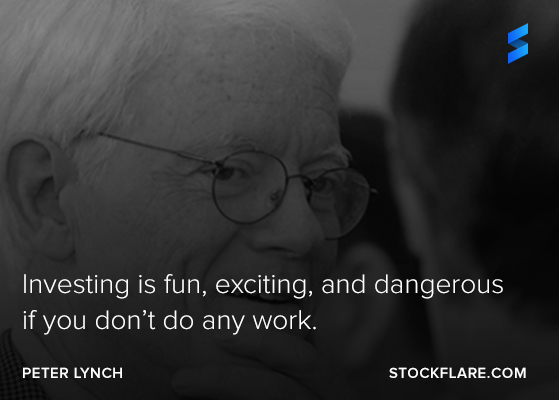 Investing is fun, exciting, and dangerous
if you don’t do any work.
PETER LYNCH
STOCKFLARE.COM